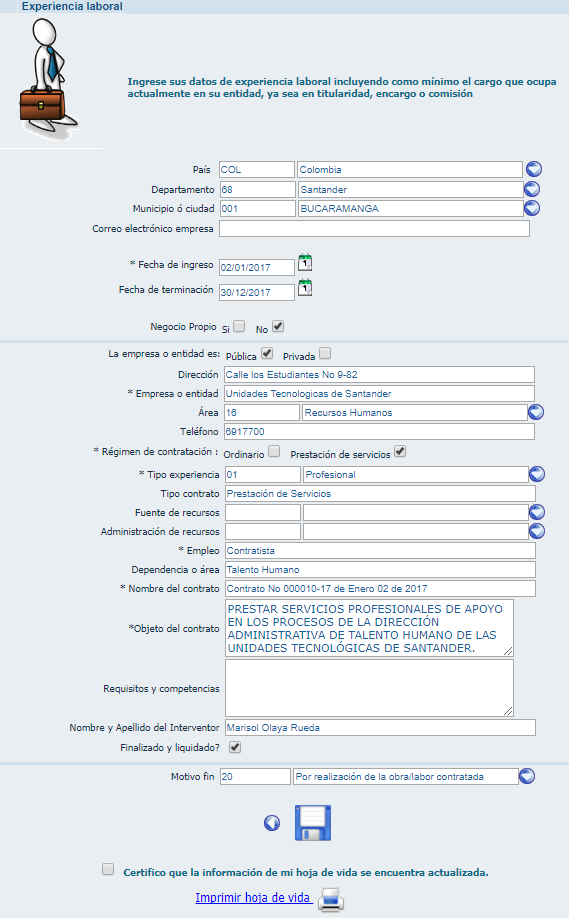 Experiencia laboral
Ingrese sus datos de experiencia laboral incluyendo como mínimo el cargo que ocupa
actualmente en su entidad, ya sea en titularidad, encargo o comisión
País COL Colombia
Departamento 68 Santander
Municipio ó ciudad 001 BUCARAMANGA
Correo electrónico empresa
* Fecha de ingreso 02/01/2017 1
Fecha de terminación 30/12/2017 1
Negocio Propio Si No
La empresa o entidad es: Pública Privada
Dirección Calle los Estudiantes No 9-82
* Empresa o entidad Unidades Tecnologicas de Santander
Área 16 Recursos Humanos
Teléfono 6917700
* Régimen de contratación : Ordinario Prestación de servicios
* Tipo experiencia 01 Profesional
Tipo contrato Prestación de Servicios
Fuente de recursos
Administración de recursos
* Empleo Contratista
Dependencia o área Talento Humano
* Nombre del contrato Contrato No 000010-17 de Enero 02 de 2017
*Objeto del contrato PRESTAR SERVICIOS PROFESIONALES DE APOYO
EN LOS PROCESOS DE LA DIRECCIÓN
ADMINISTRATIVA DE TALENTO HUMANO DE LAS
UNIDADES TECNOLÓGICAS DE SANTANDER.
Requisitos y competencias
Nombre y Apellido del Interventor Marisol Olaya Rueda
Finalizado y liquidado?
Motivo fin 20 Por realización de la obra/labor contratada
Certifico que la información de mi hoja de vida se encuentra actualizada.
Imprimir hoja de vida